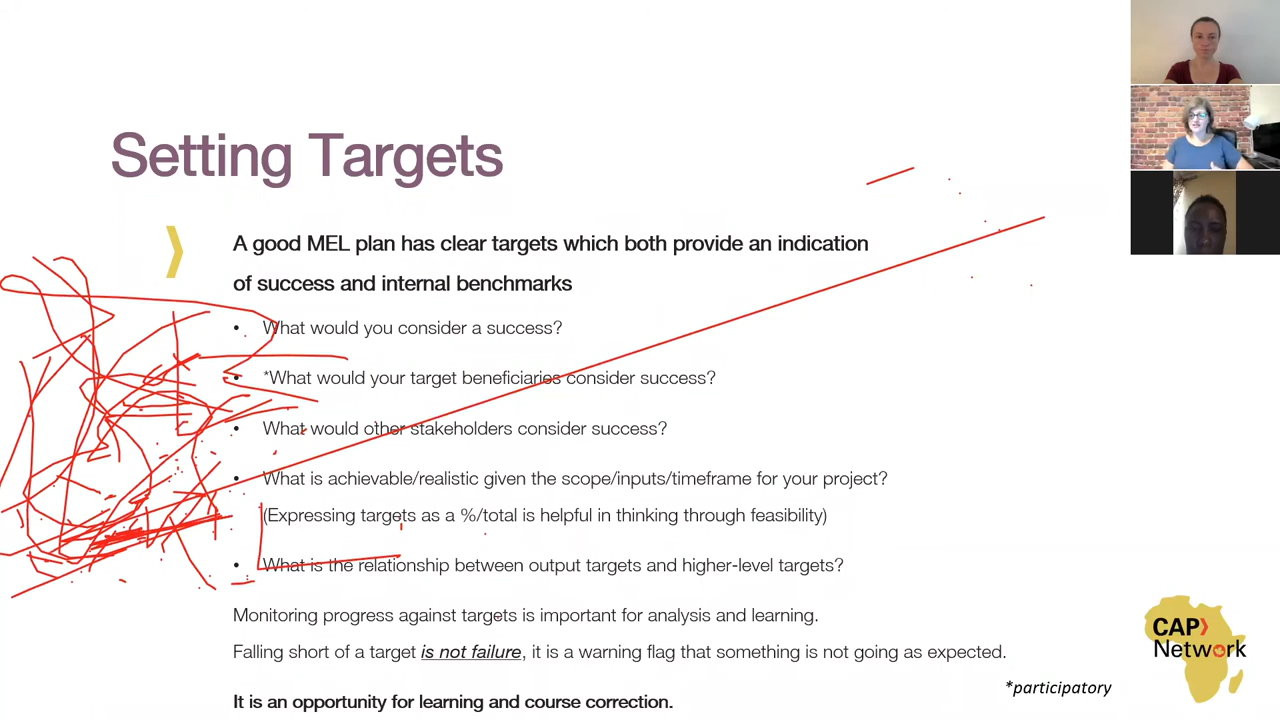 Setting Targets
A good MEL plan has clear targets which both provide an indication
of success and internal benchmarks
• What would you consider a success?
• *What would your target beneficiaries consider success?
• What would other stakeholders consider success?
• What is achievable/realistic given the scope/inputs/timeframe for your project?
(Expressing targets as a %/total is helpful in thinking through feasibility)
• What is the relationship between output targets and higher-level targets?
Monitoring progress against targets is important for analysis and learning.
Falling short of a target is not failure, it is a warning flag that something is not going as expected.
*participatory
It is an opportunity for learning and course correction.
CAP
Network